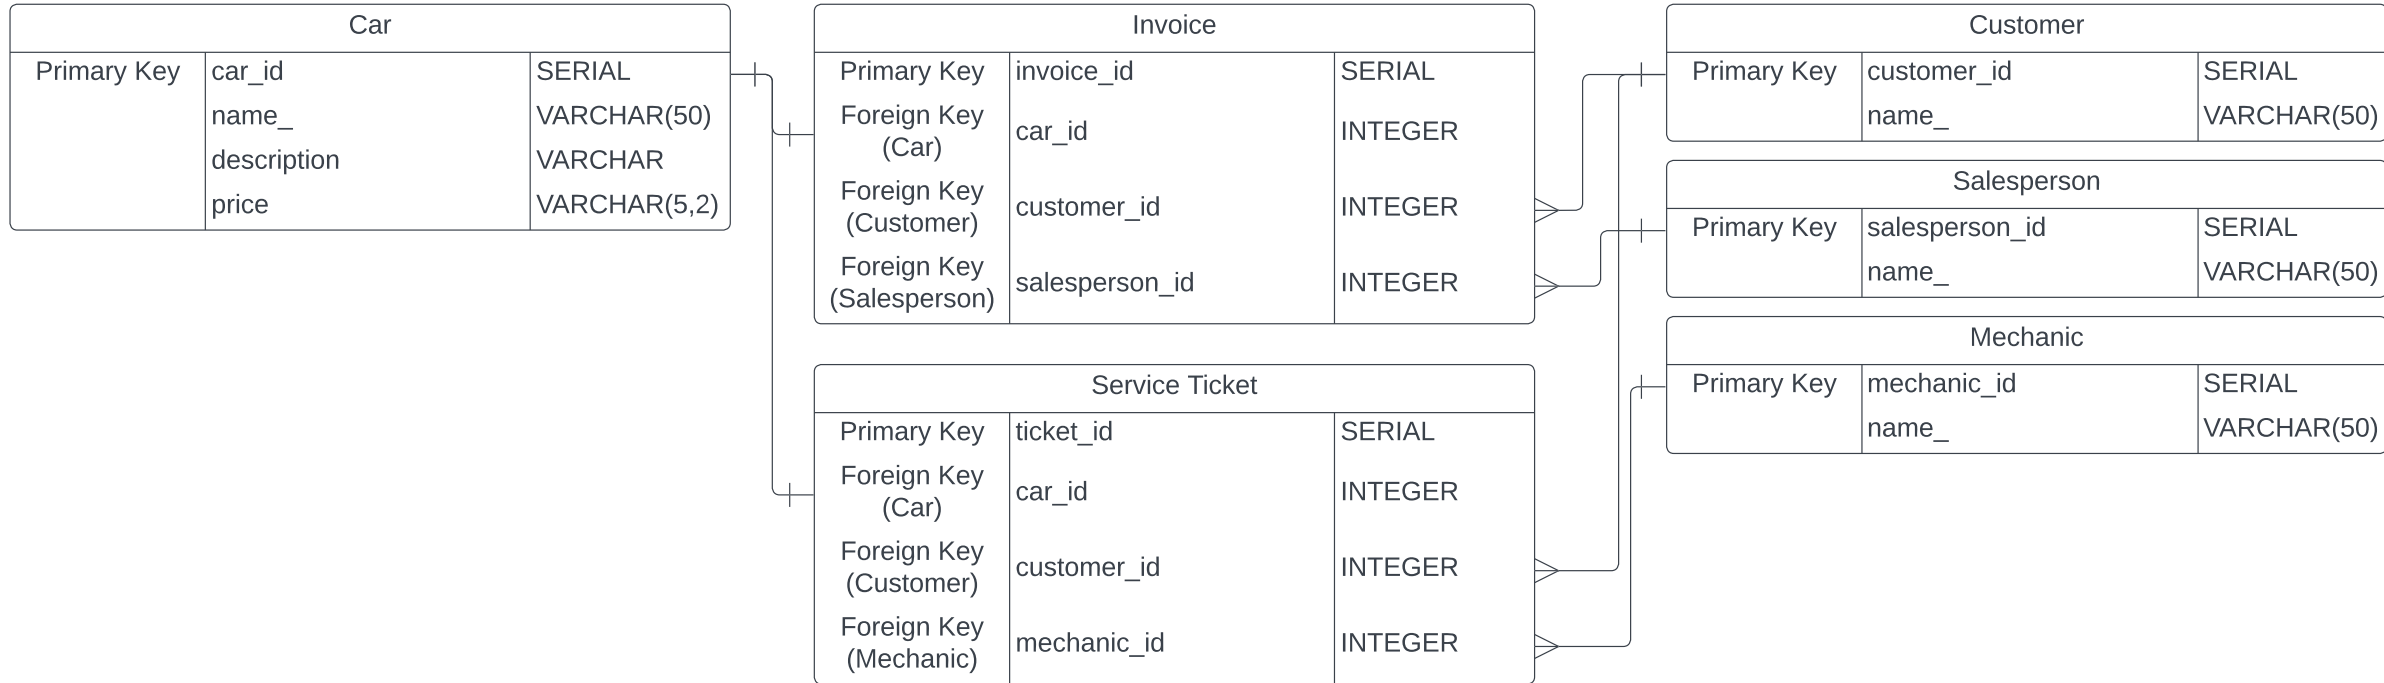 Car
Primary Key car_id SERIAL
name_ VARCHAR(50)
description VARCHAR
price VARCHAR(5,2)
Invoice
Primary Key invoice_id SERIAL
Foreign Key
(Car) car_id INTEGER
Foreign Key
(Customer) customer_id INTEGER
Foreign Key
(Salesperson) salesperson_id INTEGER
Service Ticket
Primary Key ticket_id SERIAL
Foreign Key
(Car) car_id INTEGER
Foreign Key
(Customer) customer_id INTEGER
Foreign Key
(Mechanic) mechanic_id INTEGER
Customer
Primary Key customer_id SERIAL
name_ VARCHAR(50)
Salesperson
Primary Key salesperson_id SERIAL
name_ VARCHAR(50)
Mechanic
Primary Key mechanic_id SERIAL
name_ VARCHAR(50)